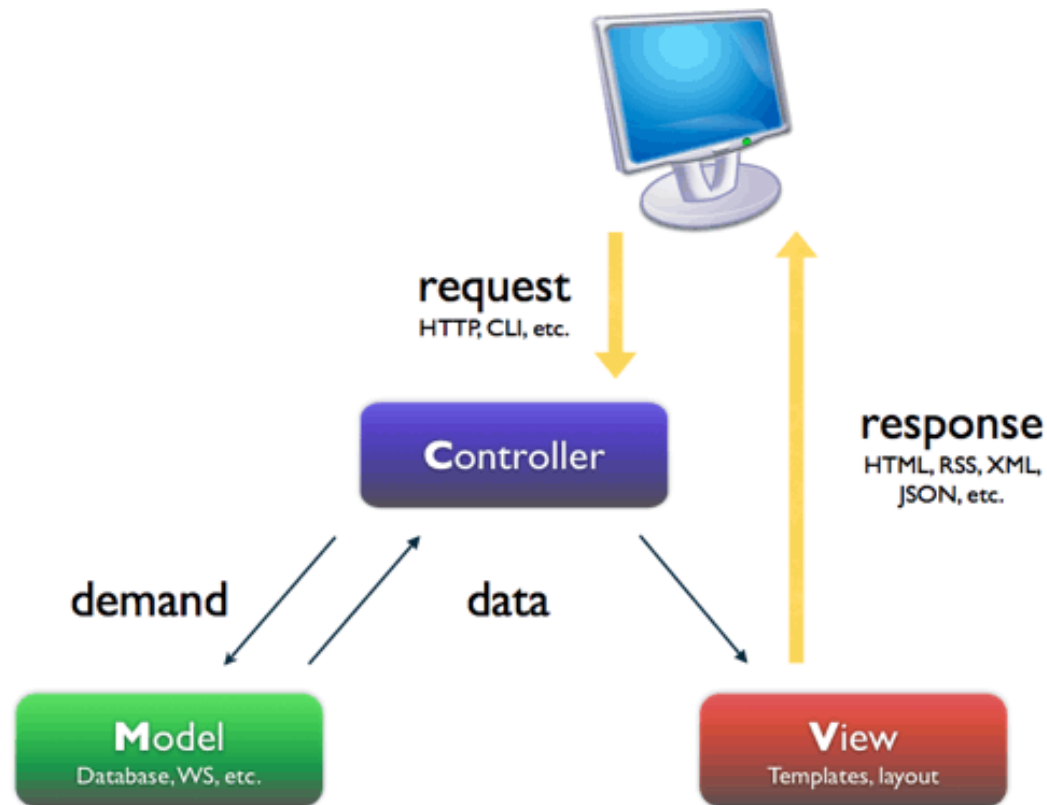 request
HTTP, CLI, etc.
Controller
response
HTML, RSS, XML,
JSON, etc.
demand
data
Model
Database, WS, etc.
View
Templates, layout